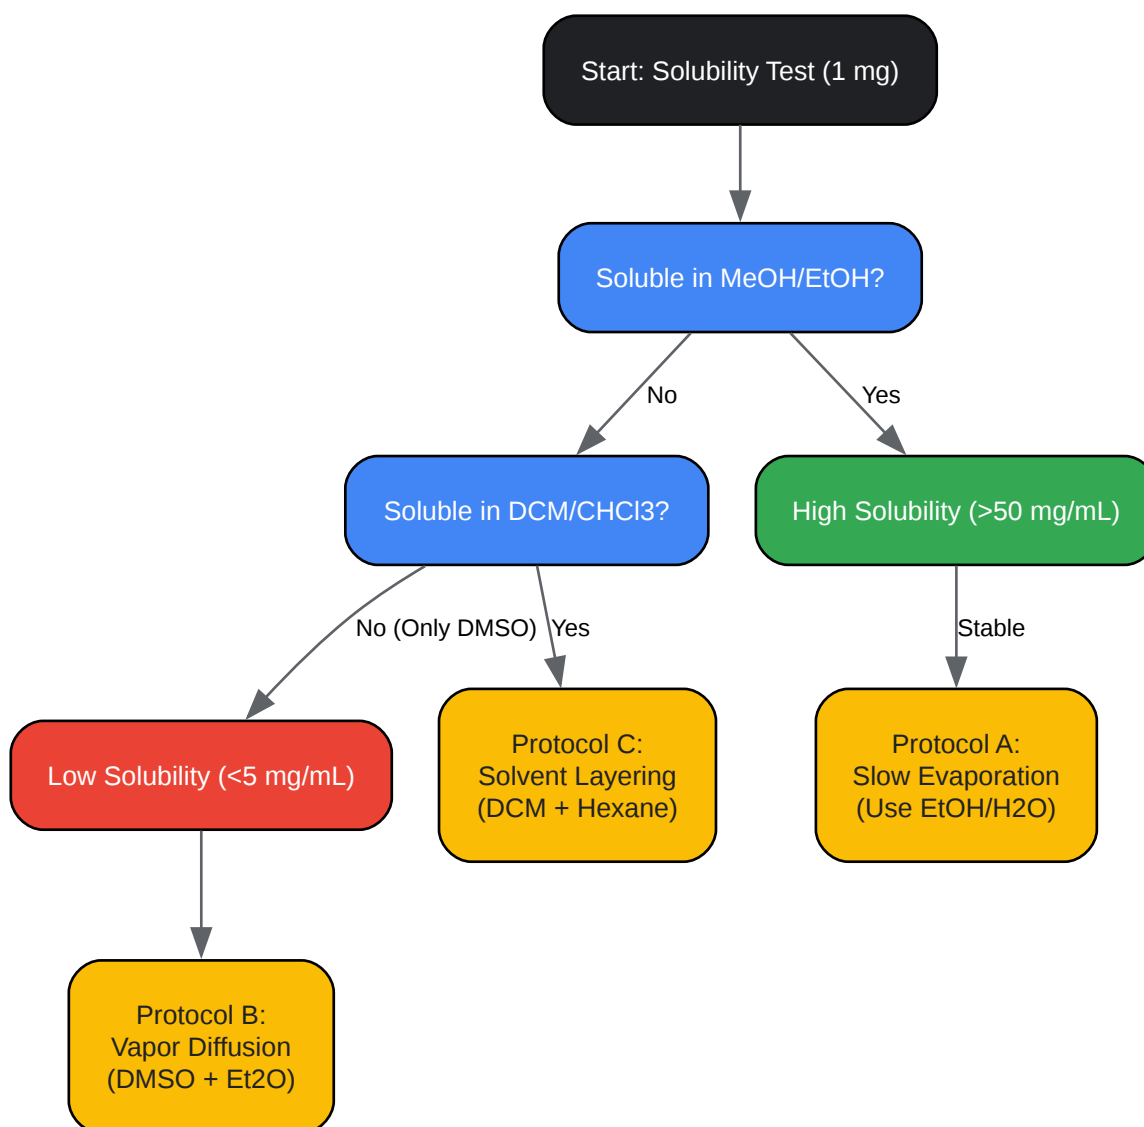 Start: Solubility Test (1 mg)
Soluble in MeOH/EtOH?
No
Yes
Soluble in DCM/CHCl3?
High Solubility (>50 mg/mL)
No (Only DMSO)
Yes
Stable
Low Solubility (<5 mg/mL)
Protocol C:
Solvent Layering
(DCM + Hexane)
Protocol A:
Slow Evaporation
(Use EtOH/H2O)
Protocol B:
Vapor Diffusion
(DMSO + Et2O)